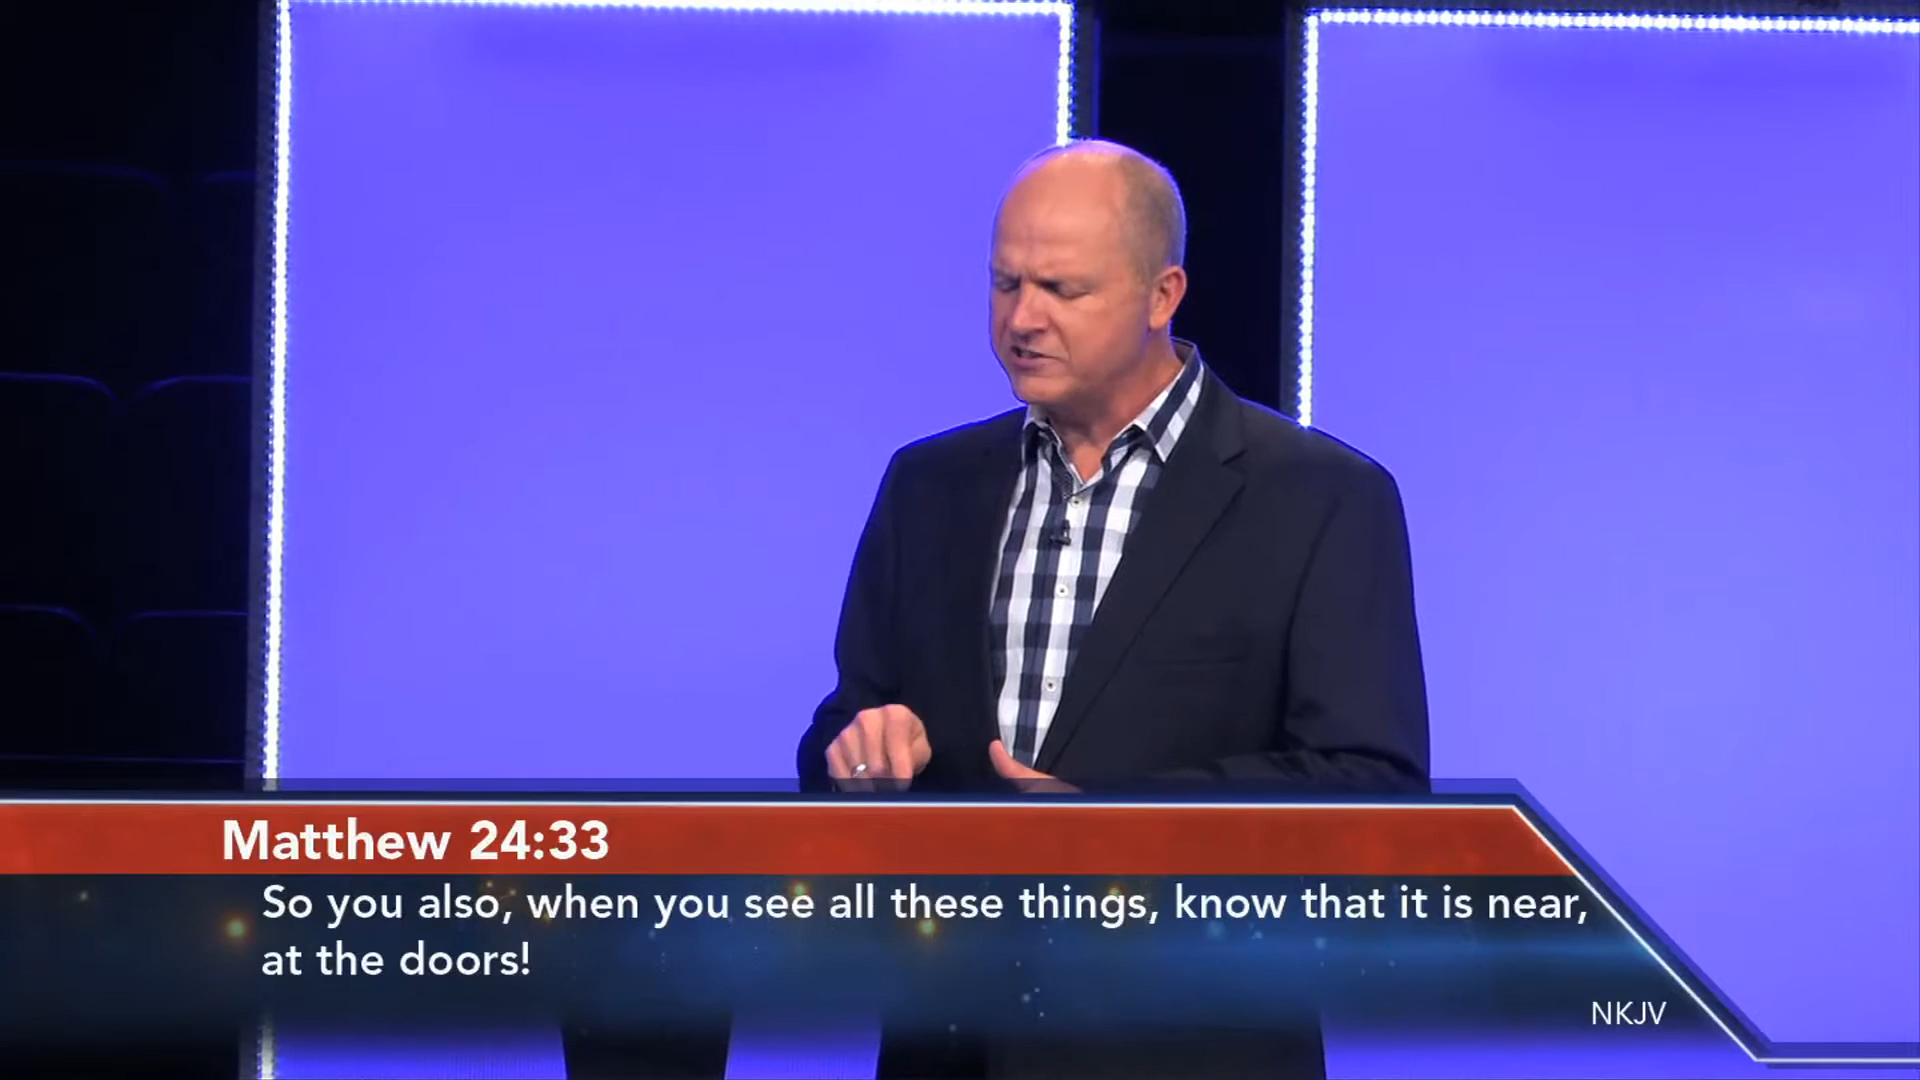 Matthew 24:33
So you also, when you see all these things, know that it is near,
at the doors!
NKJV